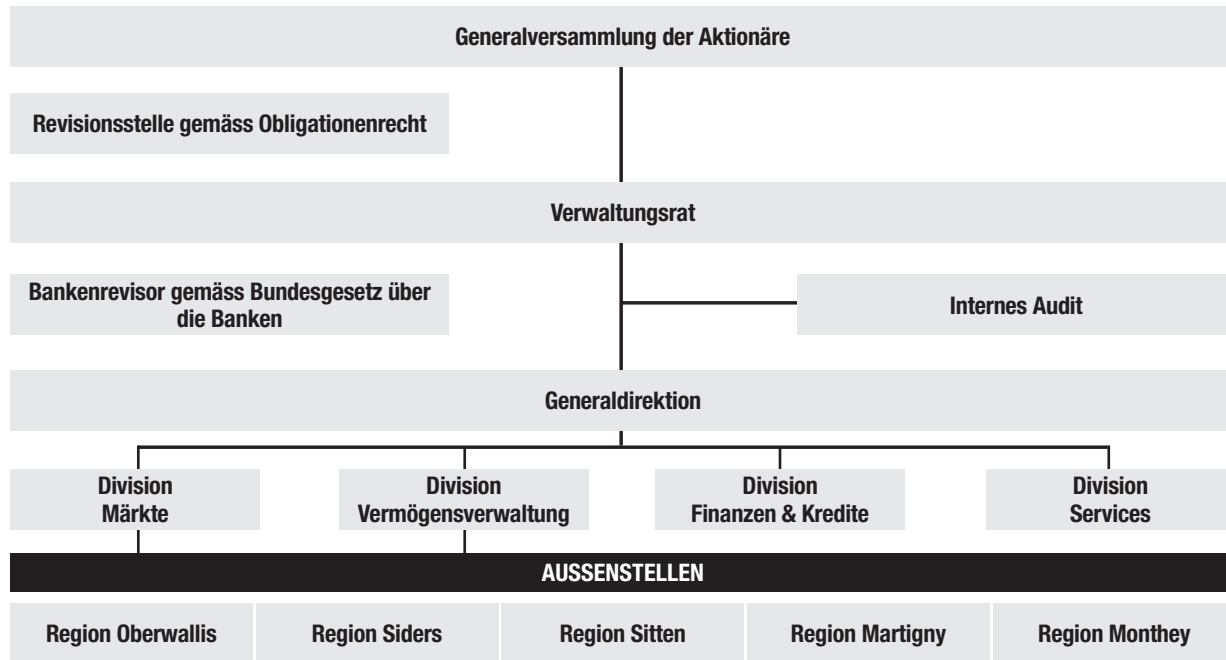 Generalversammlung der Aktionäre
Revisionsstelle gemäss Obligationenrecht
Verwaltungsrat
Bankenrevisor gemäss Bundesgesetz über
die Banken
Internes Audit
Generaldirektion
Division
Märkte
Division
Vermögensverwaltung
Division
Finanzen & Kredite
Division
Services
AUSSENSTELLEN
Region Oberwallis
Region Siders
Region Sitten
Region Martigny
Region Monthey